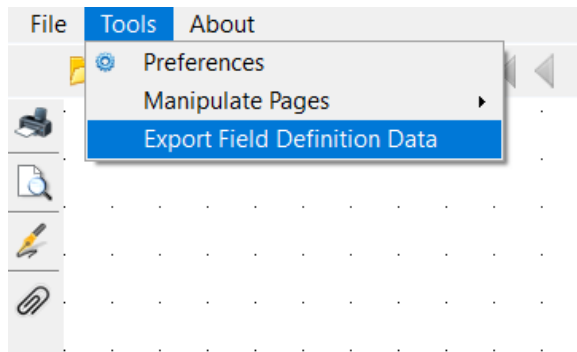 File Tools About
Preferences
Manipulate Pages
Export Field Definition Data